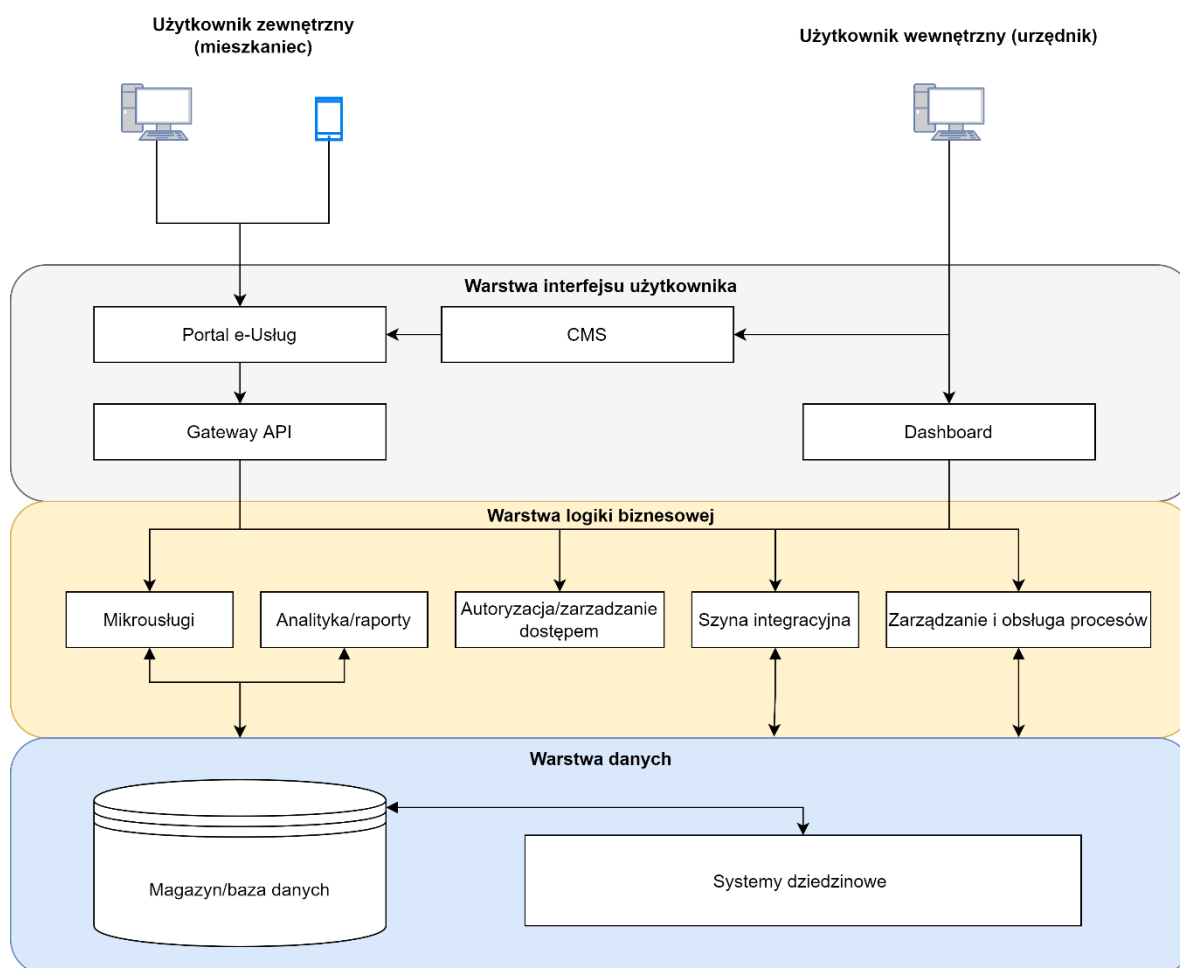 Użytkownik zewnętrzny
(mieszkaniec)
Użytkownik wewnętrzny (urzędnik)
Warstwa interfejsu użytkownika
Portal e-Usług
CMS
Gateway API
Dashboard
Warstwa logiki biznesowej
Mikrousługi
Analityka/raporty
Autoryzacja/zarzadzanie
dostępem
Szyna integracyjna
Zarządzanie i obsługa procesów
Warstwa danych
Magazyn/baza danych
Systemy dziedzinowe